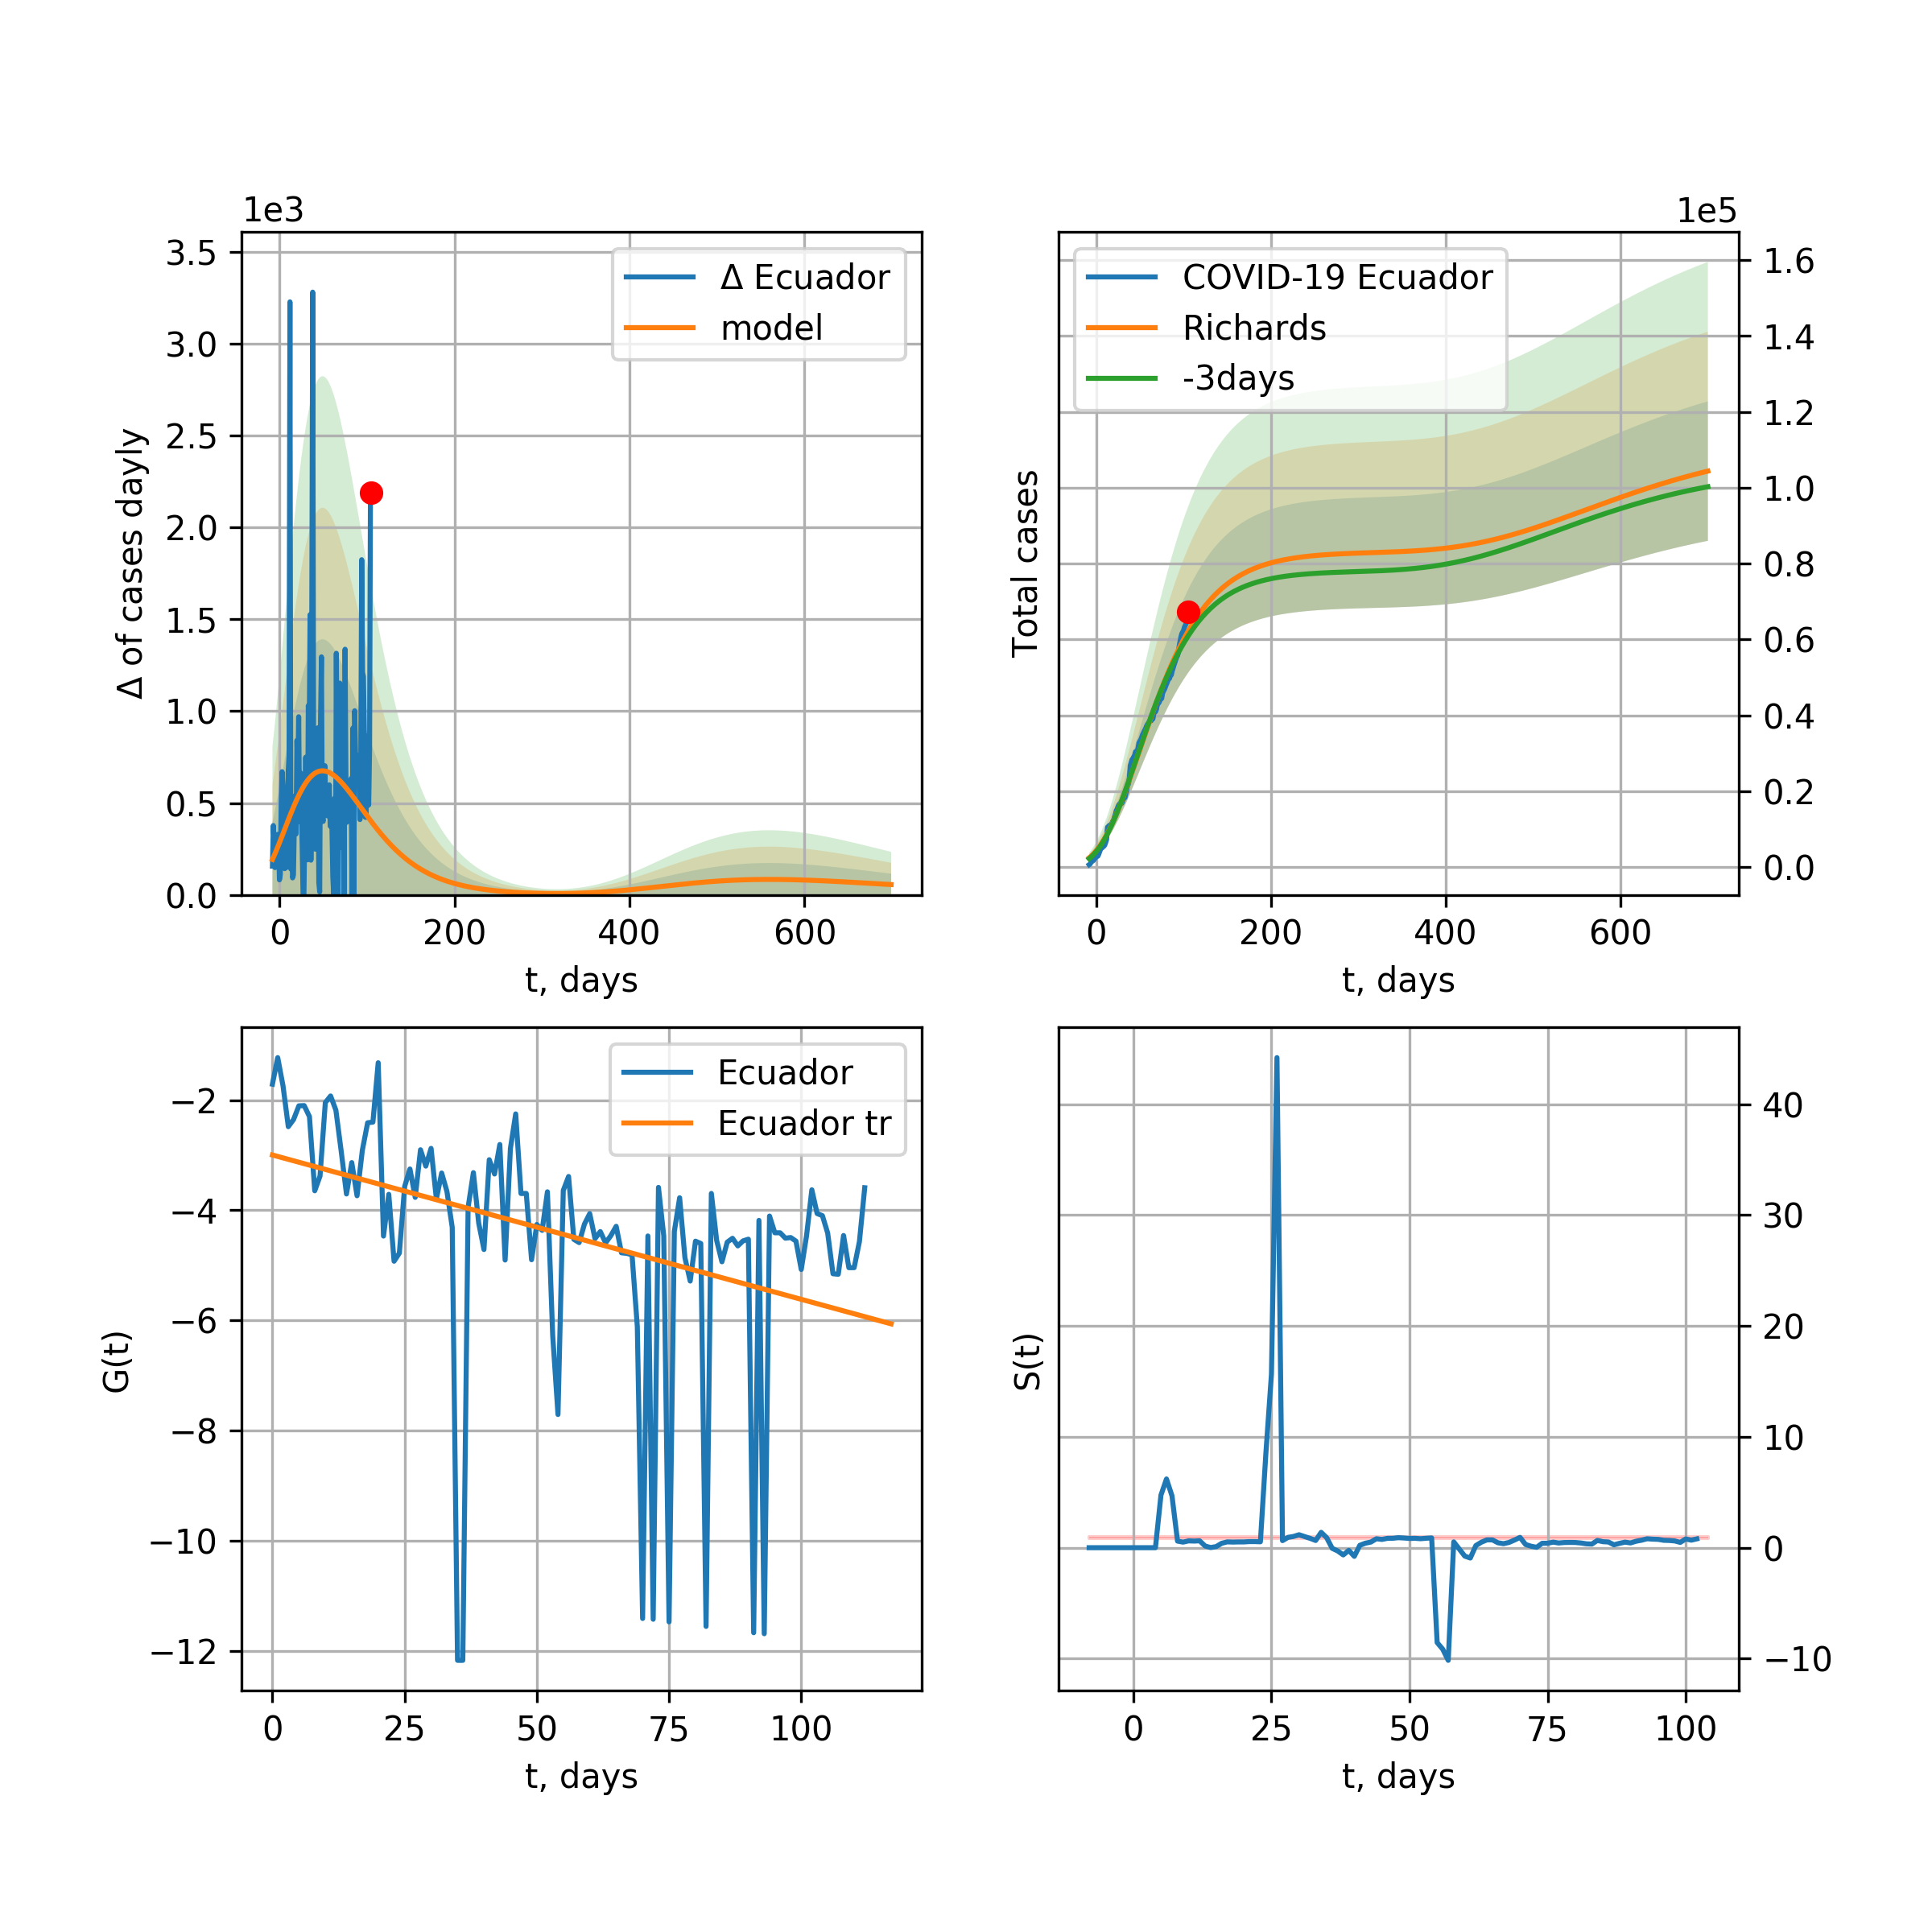 1e3
3.5
3.0
2.5
2.0
1.5
1.0
0.5
0.0
Δ of cases dayly
Δ Ecuador
model
0 200 400 600
t, days
1e5
1.6
1.4
1.2
1.0
0.8
0.6
0.4
0.2
0.0
Total cases
COVID-19 Ecuador
Richards
-3days
0 200 400 600
t, days
−2
−4
−6
−8
−10
−12
G(t)
Ecuador
Ecuador tr
0 25 50 75 100
t, days
S(t)
40
30
20
10
0
−10
0 25 50 75 100
t, days